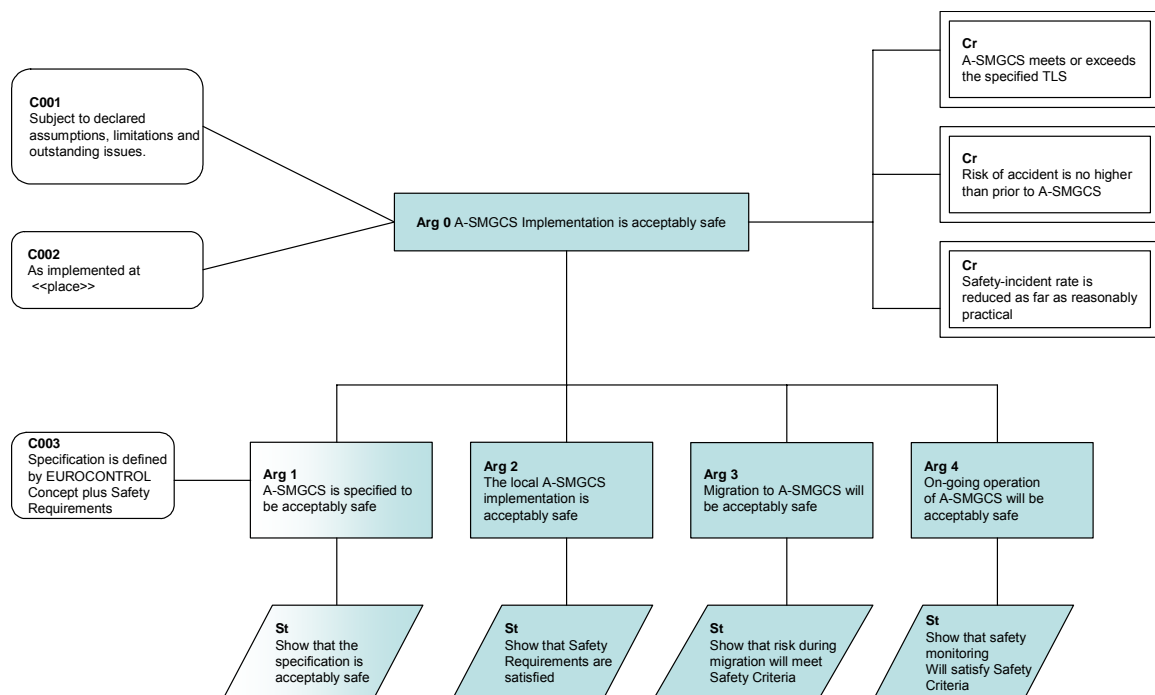 Cr
A-SMGCS meets or exceeds
the specified TLS
C001
Subject to declared
assumptions, limitations and
outstanding issues.
Cr
Risk of accident is no higher
than prior to A-SMGCS
Arg 0 A-SMGCS Implementation is acceptably safe
C002
As implemented at
<<place>>
Cr
Safety-incident rate is
reduced as far as reasonably
practical
C003
Specification is defined
by EUROCONTROL
Concept plus Safety
Requirements
Arg 1
A-SMGCS is specified to
be acceptably safe
Arg 2
The local A-SMGCS
implementation is
acceptably safe
Arg 3
Migration to A-SMGCS will
be acceptably safe
Arg 4
On-going operation
of A-SMGCS will be
acceptably safe
St
Show that the
specification is
acceptably safe
St
Show that Safety
Requirements are
satisfied
St
Show that risk during
migration will meet
Safety Criteria
St
Show that safety
monitoring
Will satisfy Safety
Criteria